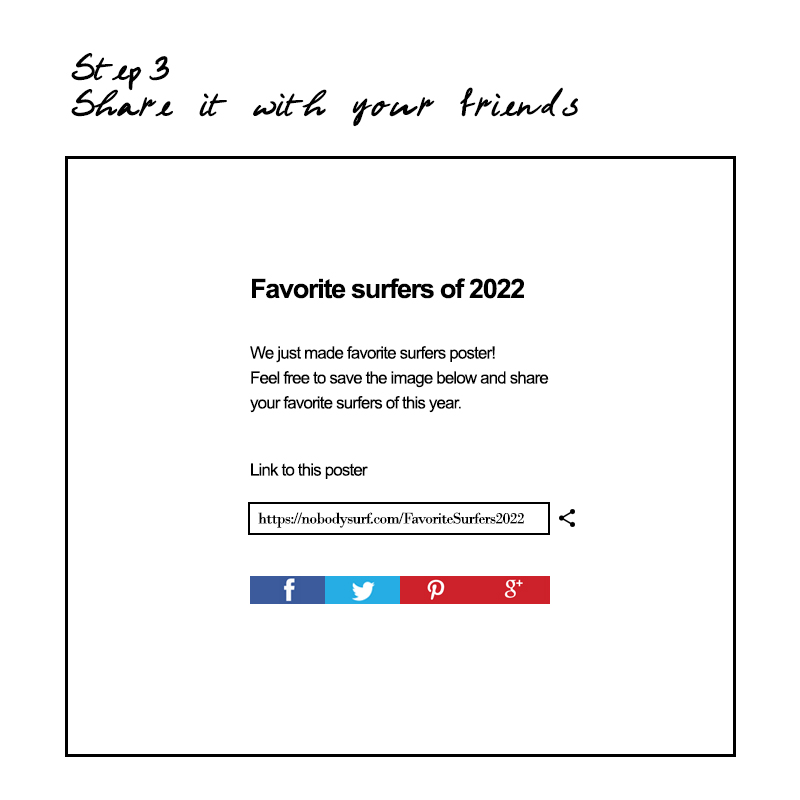 Step 3
Share it with your friends
Favorite surfers of 2022
We just made favorite surfers poster!
Feel free to save the image below and share
your favorite surfers of this year.
Link to this poster
https://nobodysurf.com/FavoriteSurfers2022
f g+